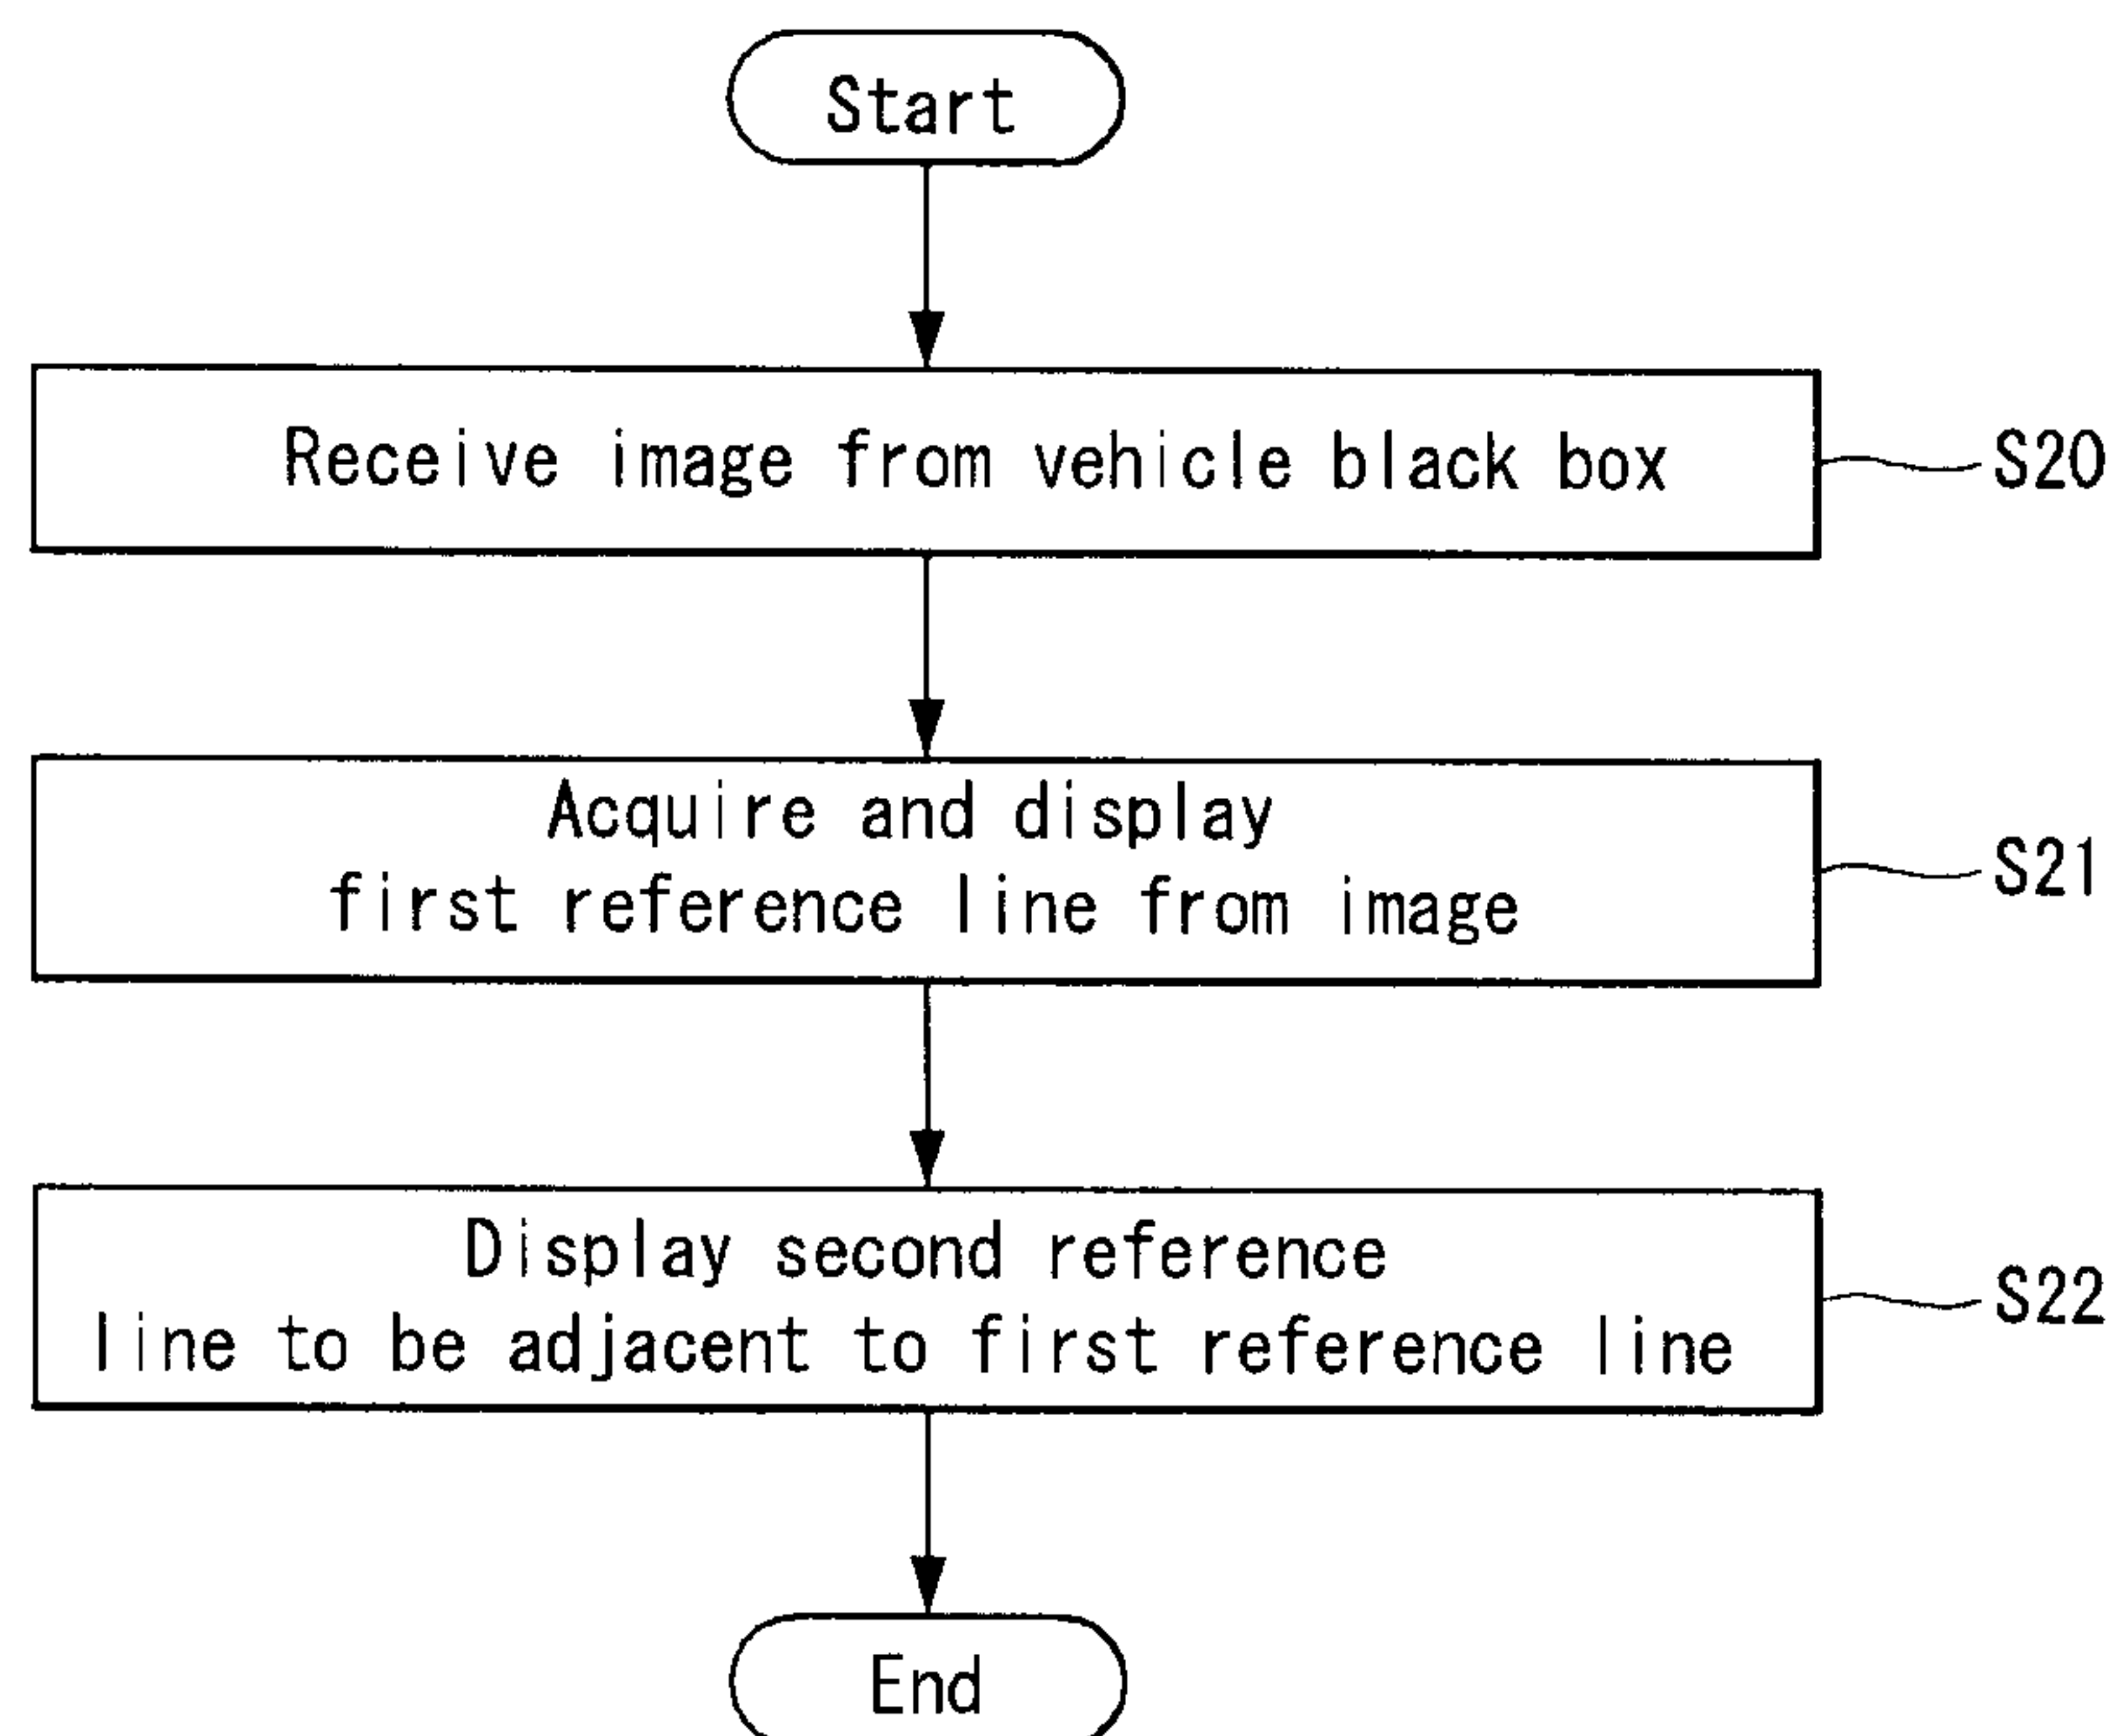 Start
Receive image from vehicle black box
S20
Acquire and display
first reference line from image
S21
Display second reference
line to be adjacent to first reference line
S22
End